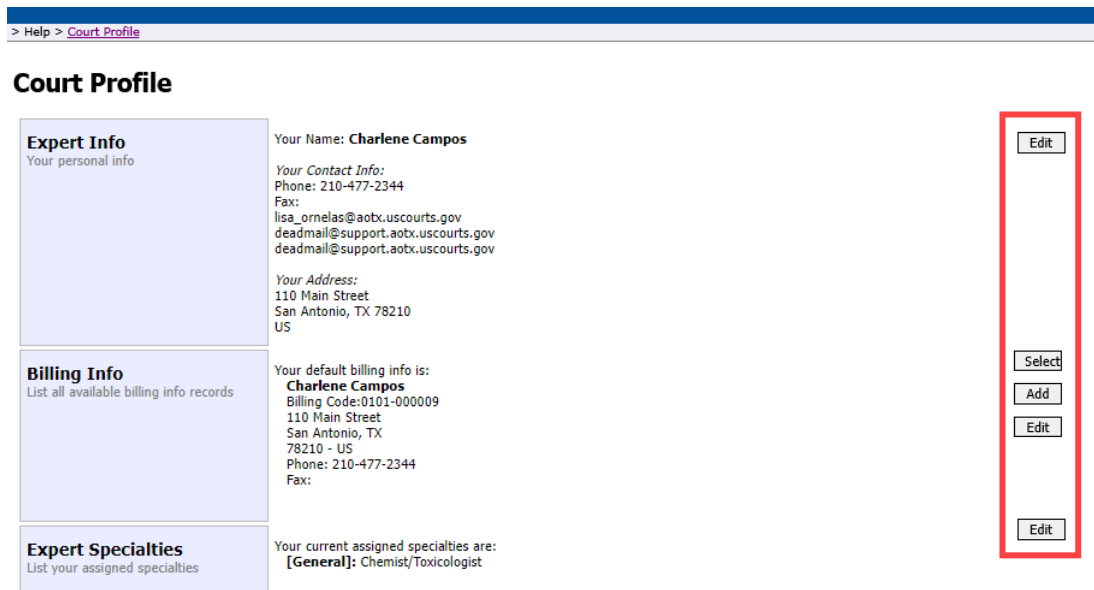 > Help > Court Profile
Court Profile
Expert Info
Your personal info
Your Name: Charlene Campos
Your Contact Info:
Phone: 210-477-2344
Fax:
lisa_ornelas@aotx.uscourts.gov
deadmail@support.aotx.uscourts.gov
deadmail@support.aotx.uscourts.gov
Your Address:
110 Main Street
San Antonio, TX 78210
US
Edit
Billing Info
List all available billing info records
Your default billing info is:
Charlene Campos
Billing Code:0101-000009
110 Main Street
San Antonio, TX
78210 - US
Phone: 210-477-2344
Fax:
Select
Add
Edit
Expert Specialties
List your assigned specialties
Your current assigned specialties are:
[General]: Chemist/Toxicologist
Edit